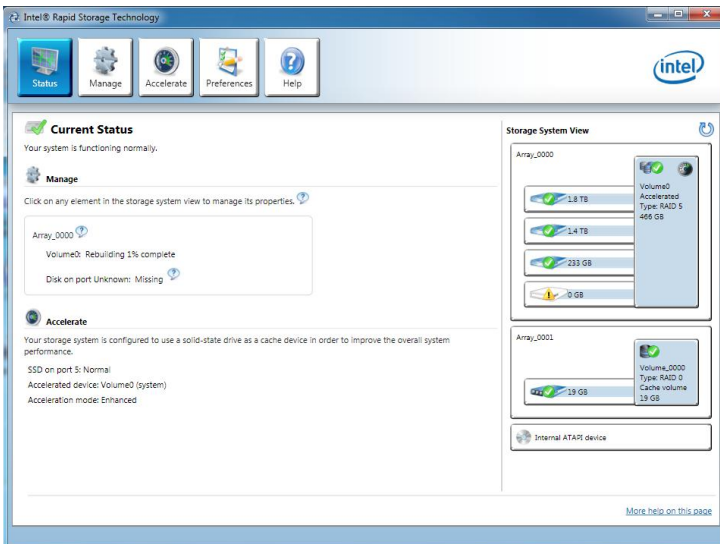 Intel® Rapid Storage Technology
Status
Manage
Accelerate
Preferences
Help
intel
Current Status
Your system is functioning normally.
Manage
Click on any element in the storage system view to manage its properties. ?
Array_0000 ?
Volume0: Rebuilding 1% complete
Disk on port Unknown: Missing ?
Accelerate
Your storage system is configured to use a solid-state drive as a cache device in order to improve the overall system
performance.
SSD on port 5: Normal
Accelerated device: Volume0 (system)
Acceleration mode: Enhanced
Storage System View
Array_0000
1.8 TB
1.4 TB
233 GB
0 GB
Volume0
Accelerated
Type: RAID 5
466 GB
Array_0001
19 GB
Volume_0000
Type: RAID 0
Cache volume
19 GB
Internal ATAPI device
More help on this page